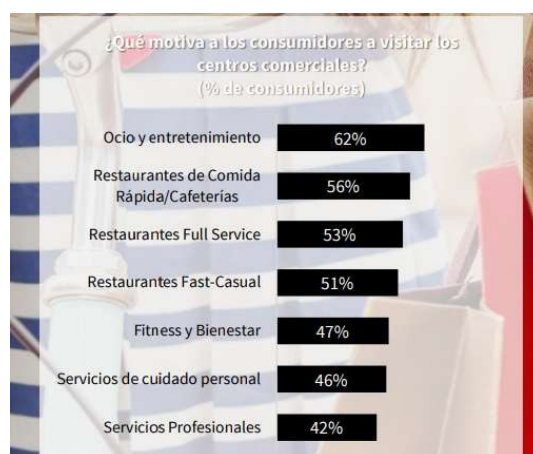 ¿Qué motiva a los consumidores a visitar los
centros comerciales?
(% de consumidores)
Ocio y entretenimiento 62%
Restaurantes de Comida
Rápida/Cafeterías 56%
Restaurantes Full Service 53%
Restaurantes Fast-Casual 51%
Fitness y Bienestar 47%
Servicios de cuidado personal 46%
Servicios Profesionales 42%